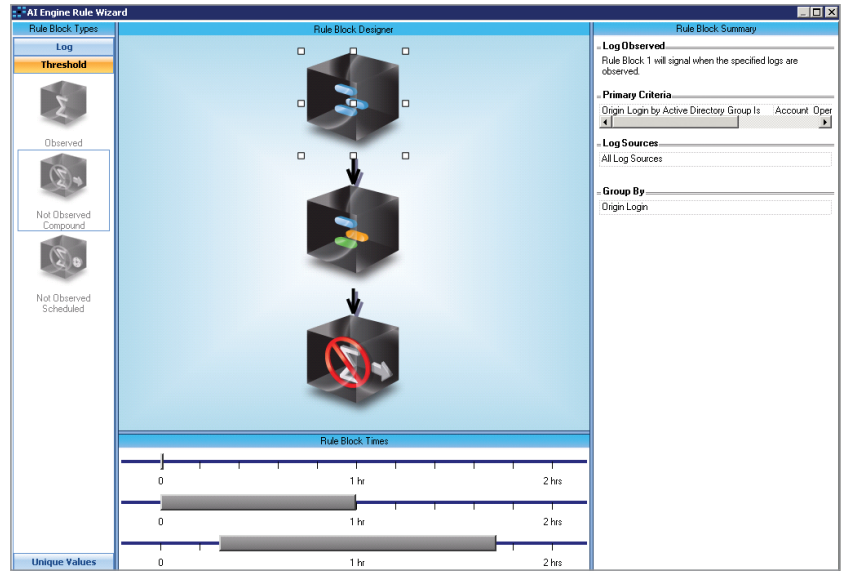 AI Engine Rule Wizard
Rule Block Types
Log
Threshold
Observed
Not Observed
Compound
Not Observed
Scheduled
Unique Values
Rule Block Designer
Rule Block Times
0 1 hr 2 hrs
0 1 hr 2 hrs
0 1 hr 2 hrs
Rule Block Summary
Log Observed
Rule Block 1 will signal when the specified logs are
observed.
Primary Criteria
Origin Login by Active Directory Group Is Account Oper
Log Sources
All Log Sources
Group By
Origin Login